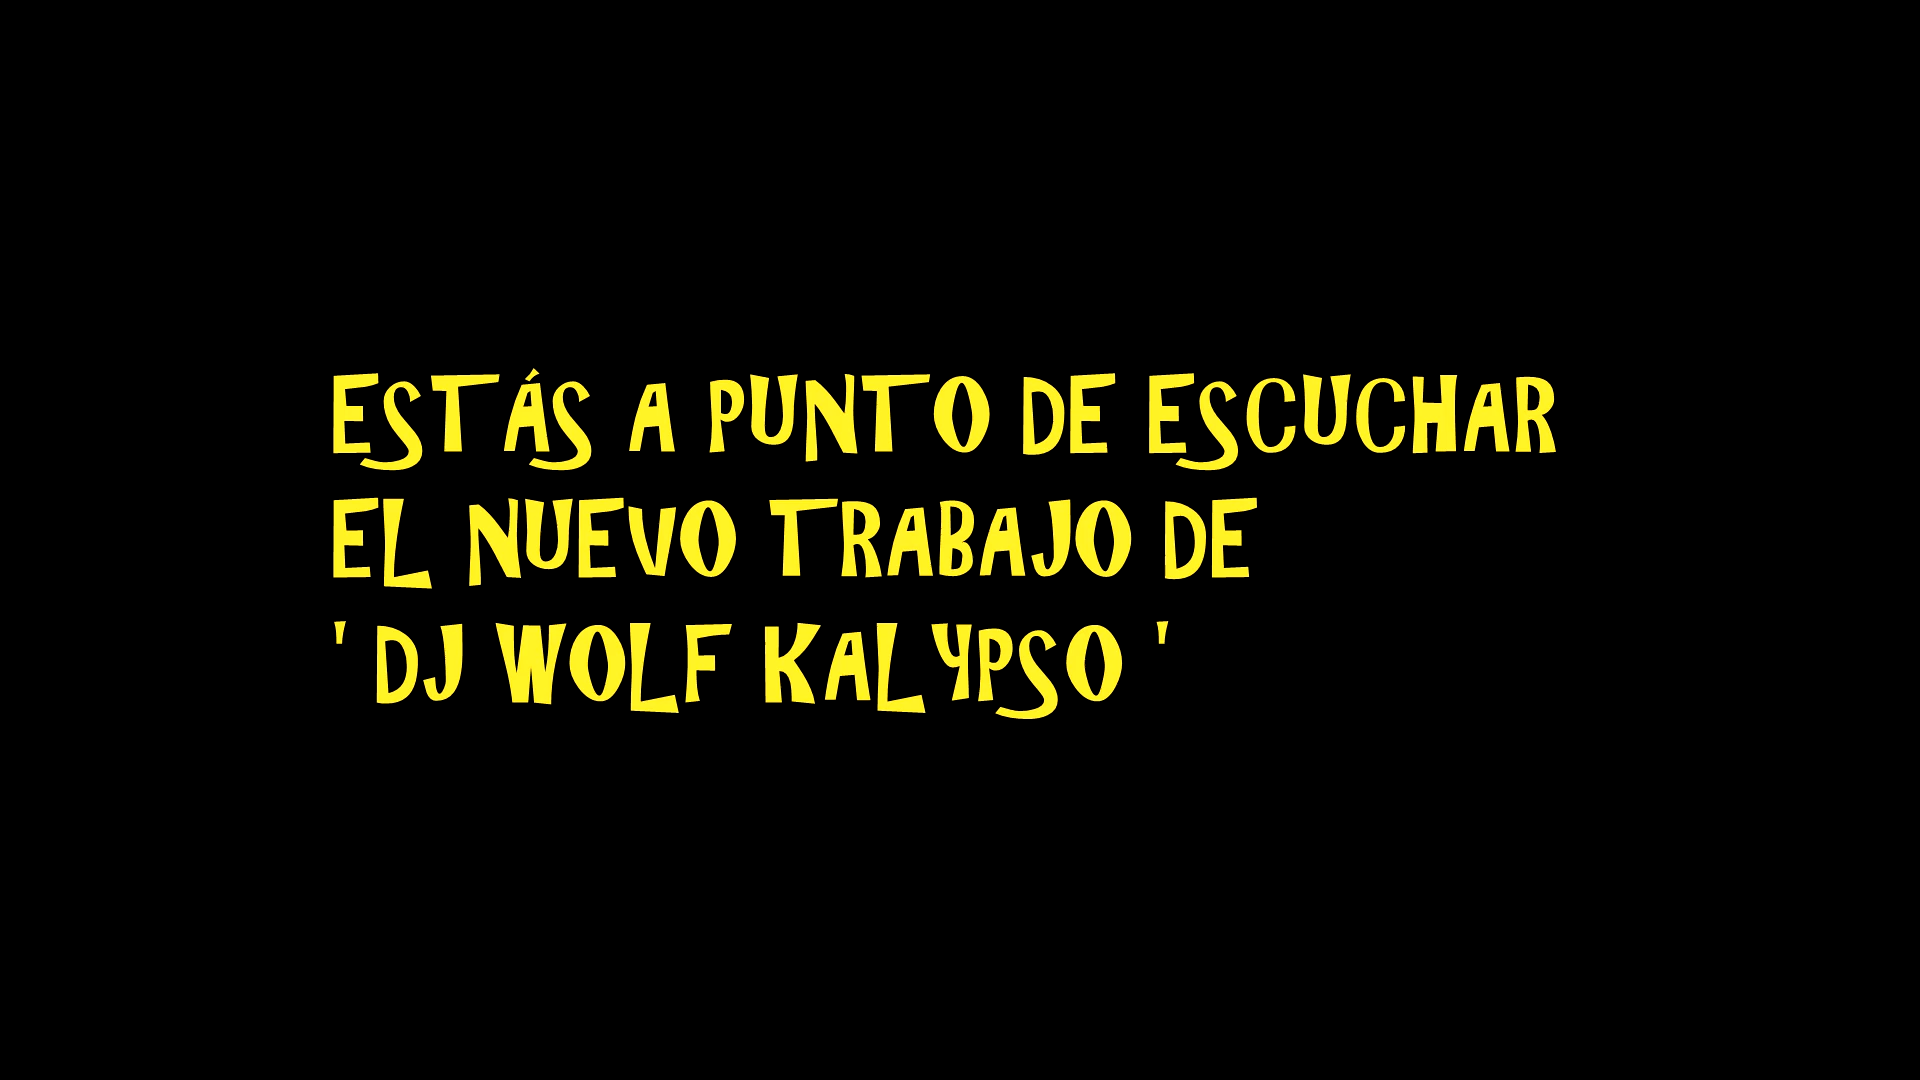 ESTÁS A PUNTO DE ESCUCHAR
EL NUEVO TRABAJO DE
' DJ WOLF KALYPSO '